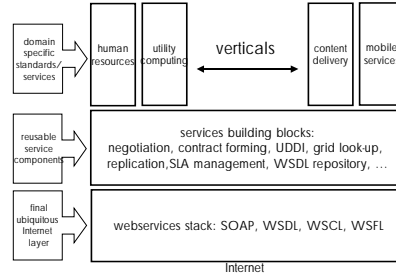 domain
specific
standards/
services
human
resources
utility
computing
verticals
content
delivery
mobile
services
reusable
service
components
services building blocks:
negotiation, contract forming, UDDI, grid look-up,
replication,SLA management, WSDL repository, ...
final
ubiquitous
Internet
layer
webservices stack: SOAP, WSDL, WSCL, WSFL
Internet